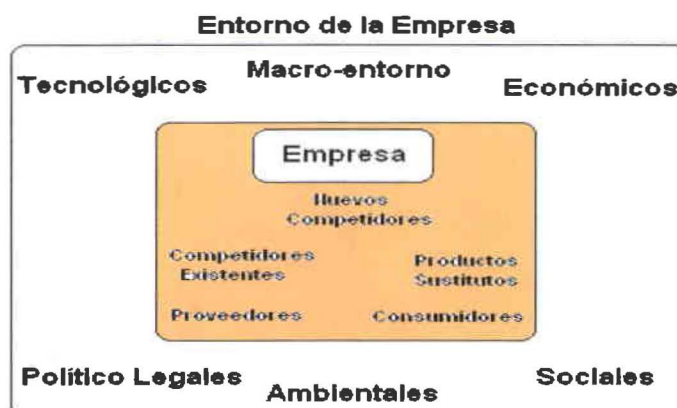 Entorno de la Empresa
Macro-entorno
Tecnológicos
Económicos
Empresa
Nuevos
Competidores
Competidores
Existentes
Productos
Sustitutos
Proveedores
Consumidores
Político Legales
Ambientales
Sociales